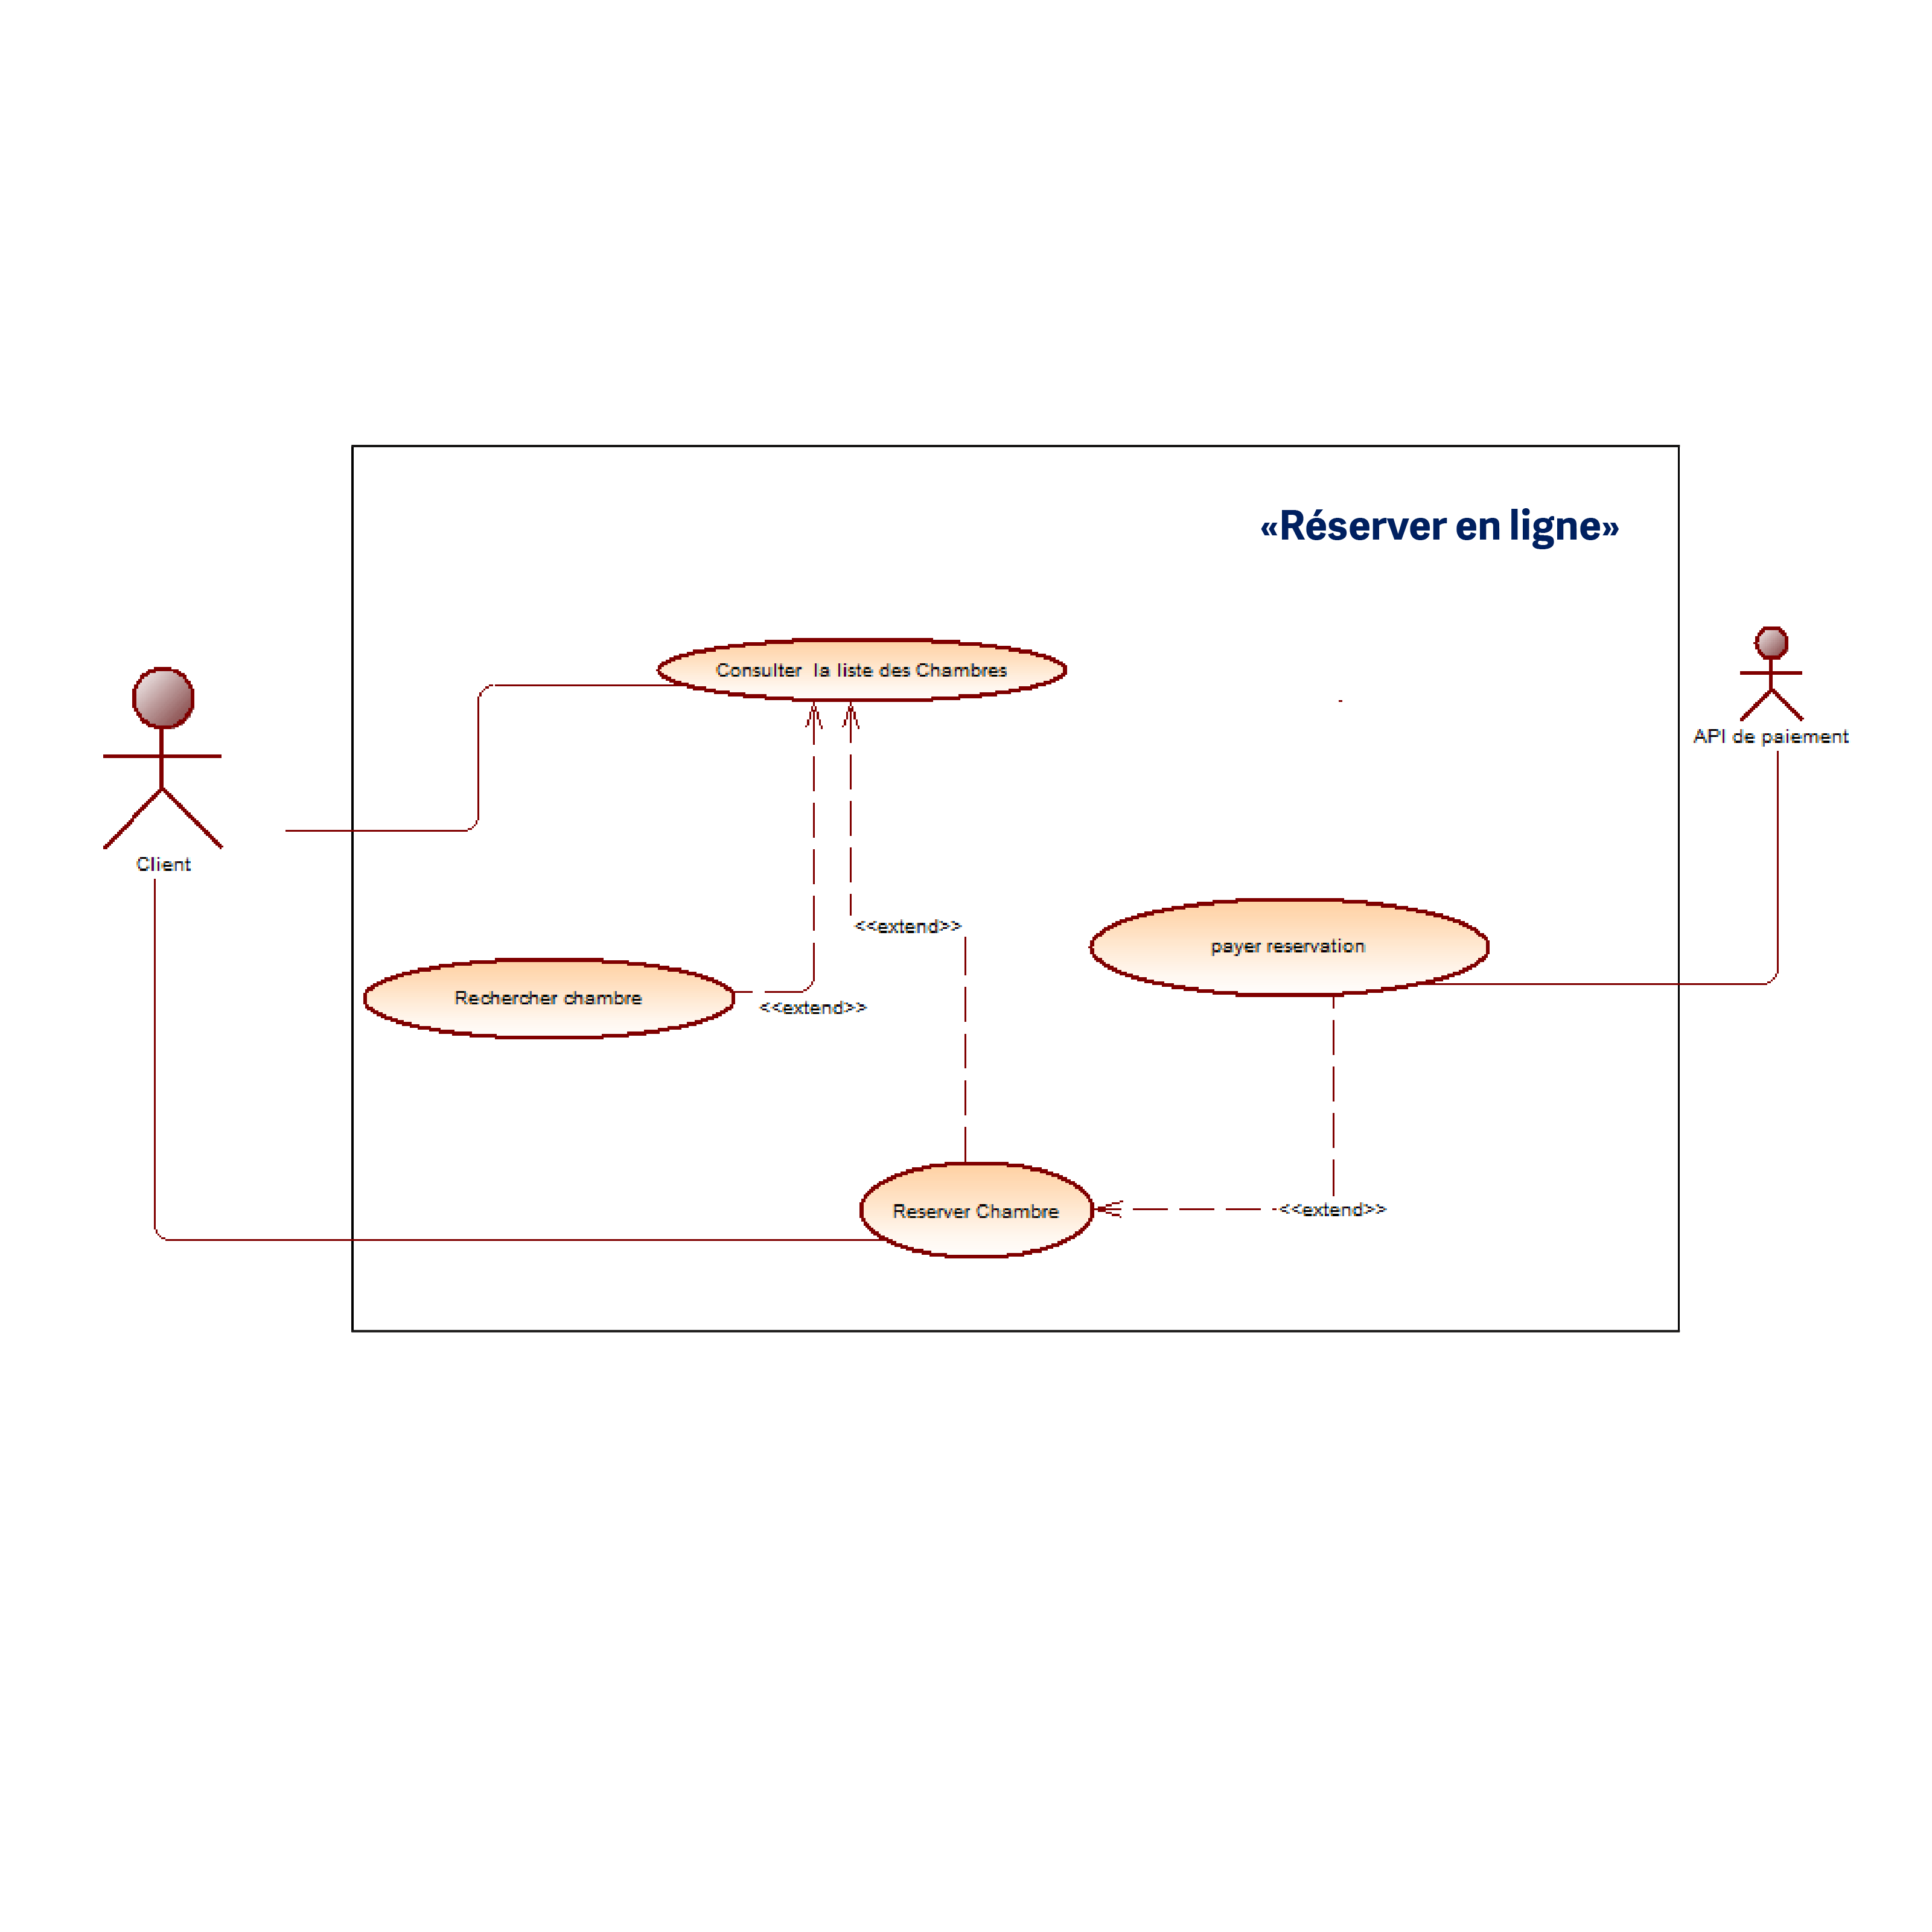 «Réserver en ligne»
Consulter  la liste des Chambres
API de paiement
Client
<<extend>>
payer reservation
Rechercher chambre
<<extend>>
Reserver Chambre
<<extend>>